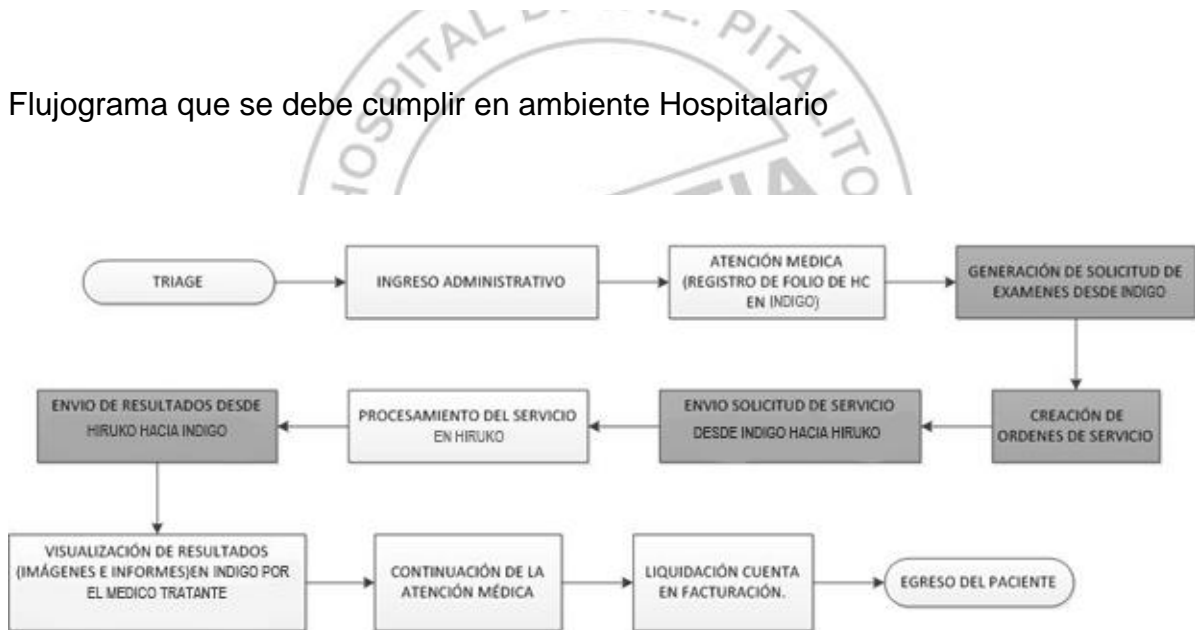 HOSPITAL D
E. PITALITO
Flujograma que se debe cumplir en ambiente Hospitalario
TRIAGE
INGRESO ADMINISTRATIVO
ATENCIÓN MEDICA
(REGISTRO DE FOLIO DE HC
EN INDIGO)
GENERACIÓN DE SOLICITUD DE
EXAMENES DESDE INDIGO
CREACIÓN DE
ORDENES DE SERVICIO
ENVIO SOLICITUD DE SERVICIO
DESDE INDIGO HACIA HIRUKO
PROCESAMIENTO DEL SERVICIO
EN HIRUKO
ENVIO DE RESULTADOS DESDE
HIRUKO HACIA INDIGO
VISUALIZACIÓN DE RESULTADOS
(IMÁGENES E INFORMES)EN INDIGO POR
EL MEDICO TRATANTE
CONTINUACIÓN DE LA
ATENCIÓN MÉDICA
LIQUIDACIÓN CUENTA
EN FACTURACIÓN.
EGRESO DEL PACIENTE